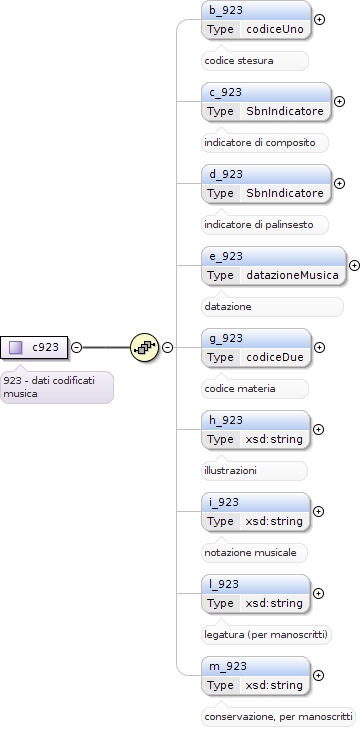 b_923
Type codiceUno
codice stesura
c_923
Type SbnIndicatore
indicatore di composito
d_923
Type SbnIndicatore
indicatore di palinsesto
e_923
Type datazioneMusica
datazione
c923
923 - dati codificati
musica
g_923
Type codiceDue
codice materia
h_923
Type xsd:string
illustrazioni
i_923
Type xsd:string
notazione musicale
l_923
Type xsd:string
legatura (per manoscritti)
m_923
Type xsd:string
conservazione, per manoscritti